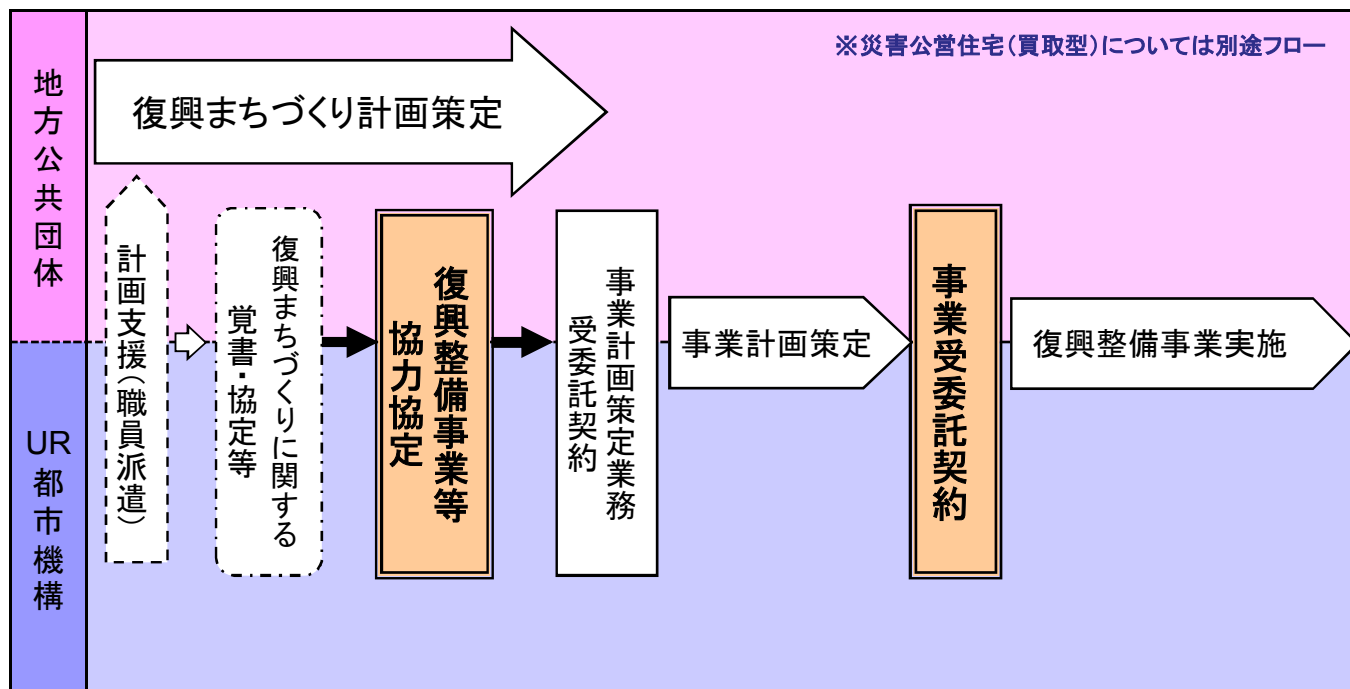 ※災害公営住宅(買取型)については別途フロー
地方公共団体
復興まちづくり計画策定
計画支援(職員派遣)
復興まちづくりに関する
覚書・協定等
復興整備事業等
協力協定
事業計画策定業務
受委託契約
事業計画策定
事業受委託契約
復興整備事業実施
UR都市機構